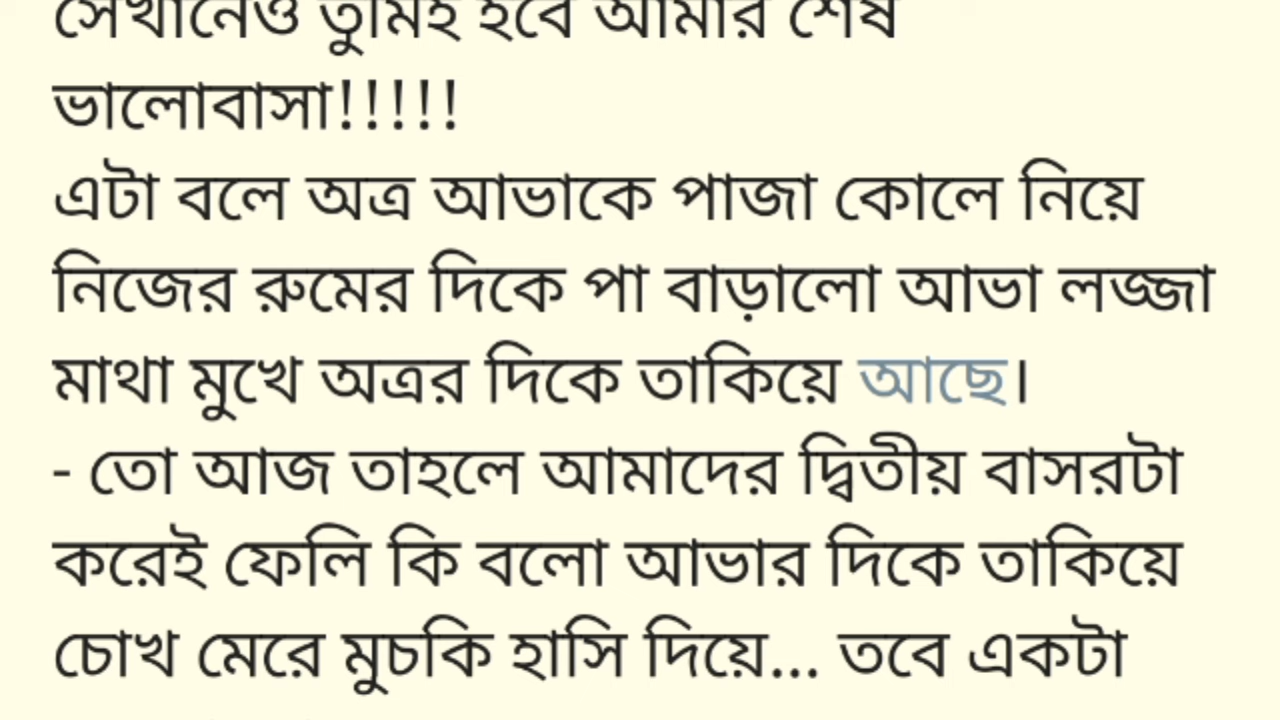 সেখানেও তুমিই হবে আমার শেষ
ভালোবাসা!!!!!
এটা বলে অত্র আভাকে পাজা কোলে নিয়ে
নিজের রুমের দিকে পা বাড়ালো আভা লজ্জা
মাথা মুখে অত্রর দিকে তাকিয়ে আছে।
- তো আজ তাহলে আমাদের দ্বিতীয় বাসরটা
করেই ফেলি কি বলো আভার দিকে তাকিয়ে
চোখ মেরে মুচকি হাসি দিয়ে... তবে একটা